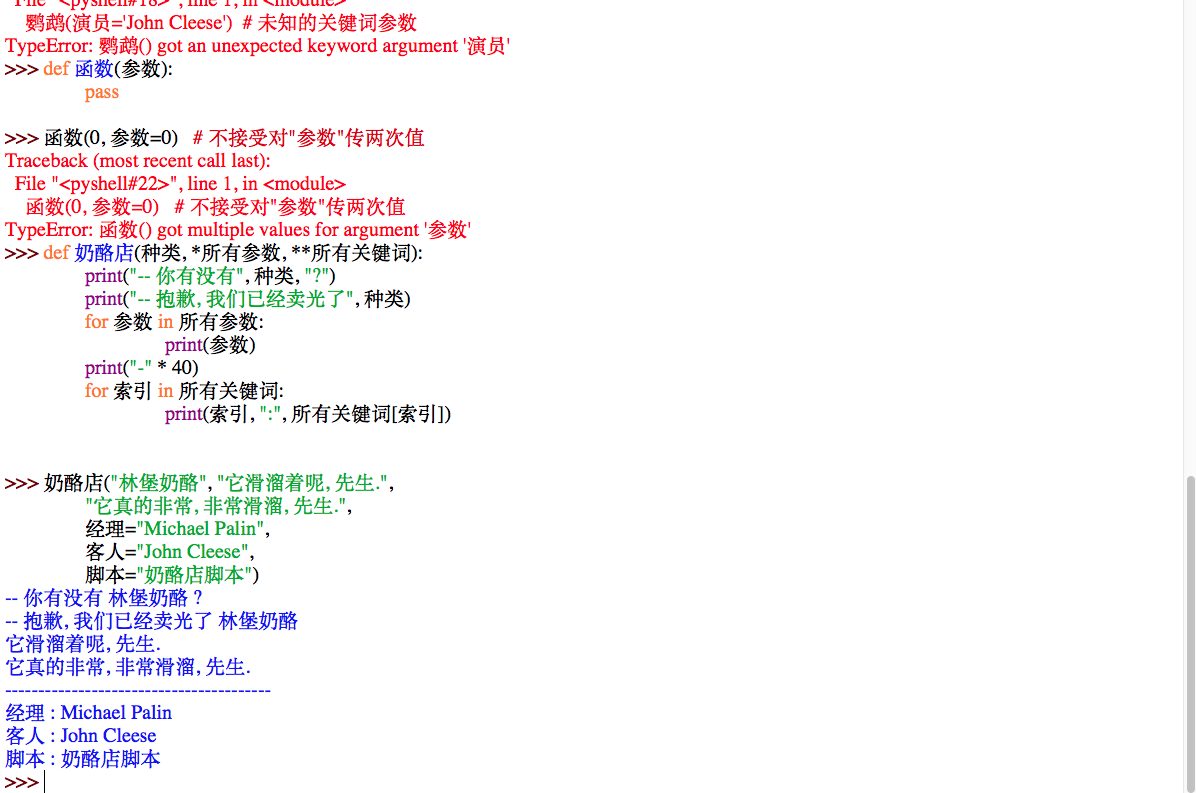 File "<pyshell#18>", line 1, in <module>
鹦鹉(演员='John Cleese')  # 未知的关键词参数
TypeError: 鹦鹉() got an unexpected keyword argument '演员'
>>> def 函数(参数):
pass
>>> 函数(0, 参数=0)   # 不接受对"参数"传两次值
Traceback (most recent call last):
File "<pyshell#22>", line 1, in <module>
函数(0, 参数=0)   # 不接受对"参数"传两次值
TypeError: 函数() got multiple values for argument '参数'
>>> def 奶酪店(种类, *所有参数, **所有关键词):
print("-- 你有没有", 种类, "?")
print("-- 抱歉, 我们已经卖光了", 种类)
for 参数 in 所有参数:
print(参数)
print("-" * 40)
for 索引 in 所有关键词:
print(索引, ":", 所有关键词[索引])
>>> 奶酪店("林堡奶酪", "它滑溜着呢, 先生.",
"它真的非常, 非常滑溜, 先生.",
经理="Michael Palin",
客人="John Cleese",
脚本="奶酪店脚本")
-- 你有没有 林堡奶酪 ?
-- 抱歉, 我们已经卖光了 林堡奶酪
它滑溜着呢, 先生.
它真的非常, 非常滑溜, 先生.
----------------------------------------
经理 : Michael Palin
客人 : John Cleese
脚本 : 奶酪店脚本
>>>